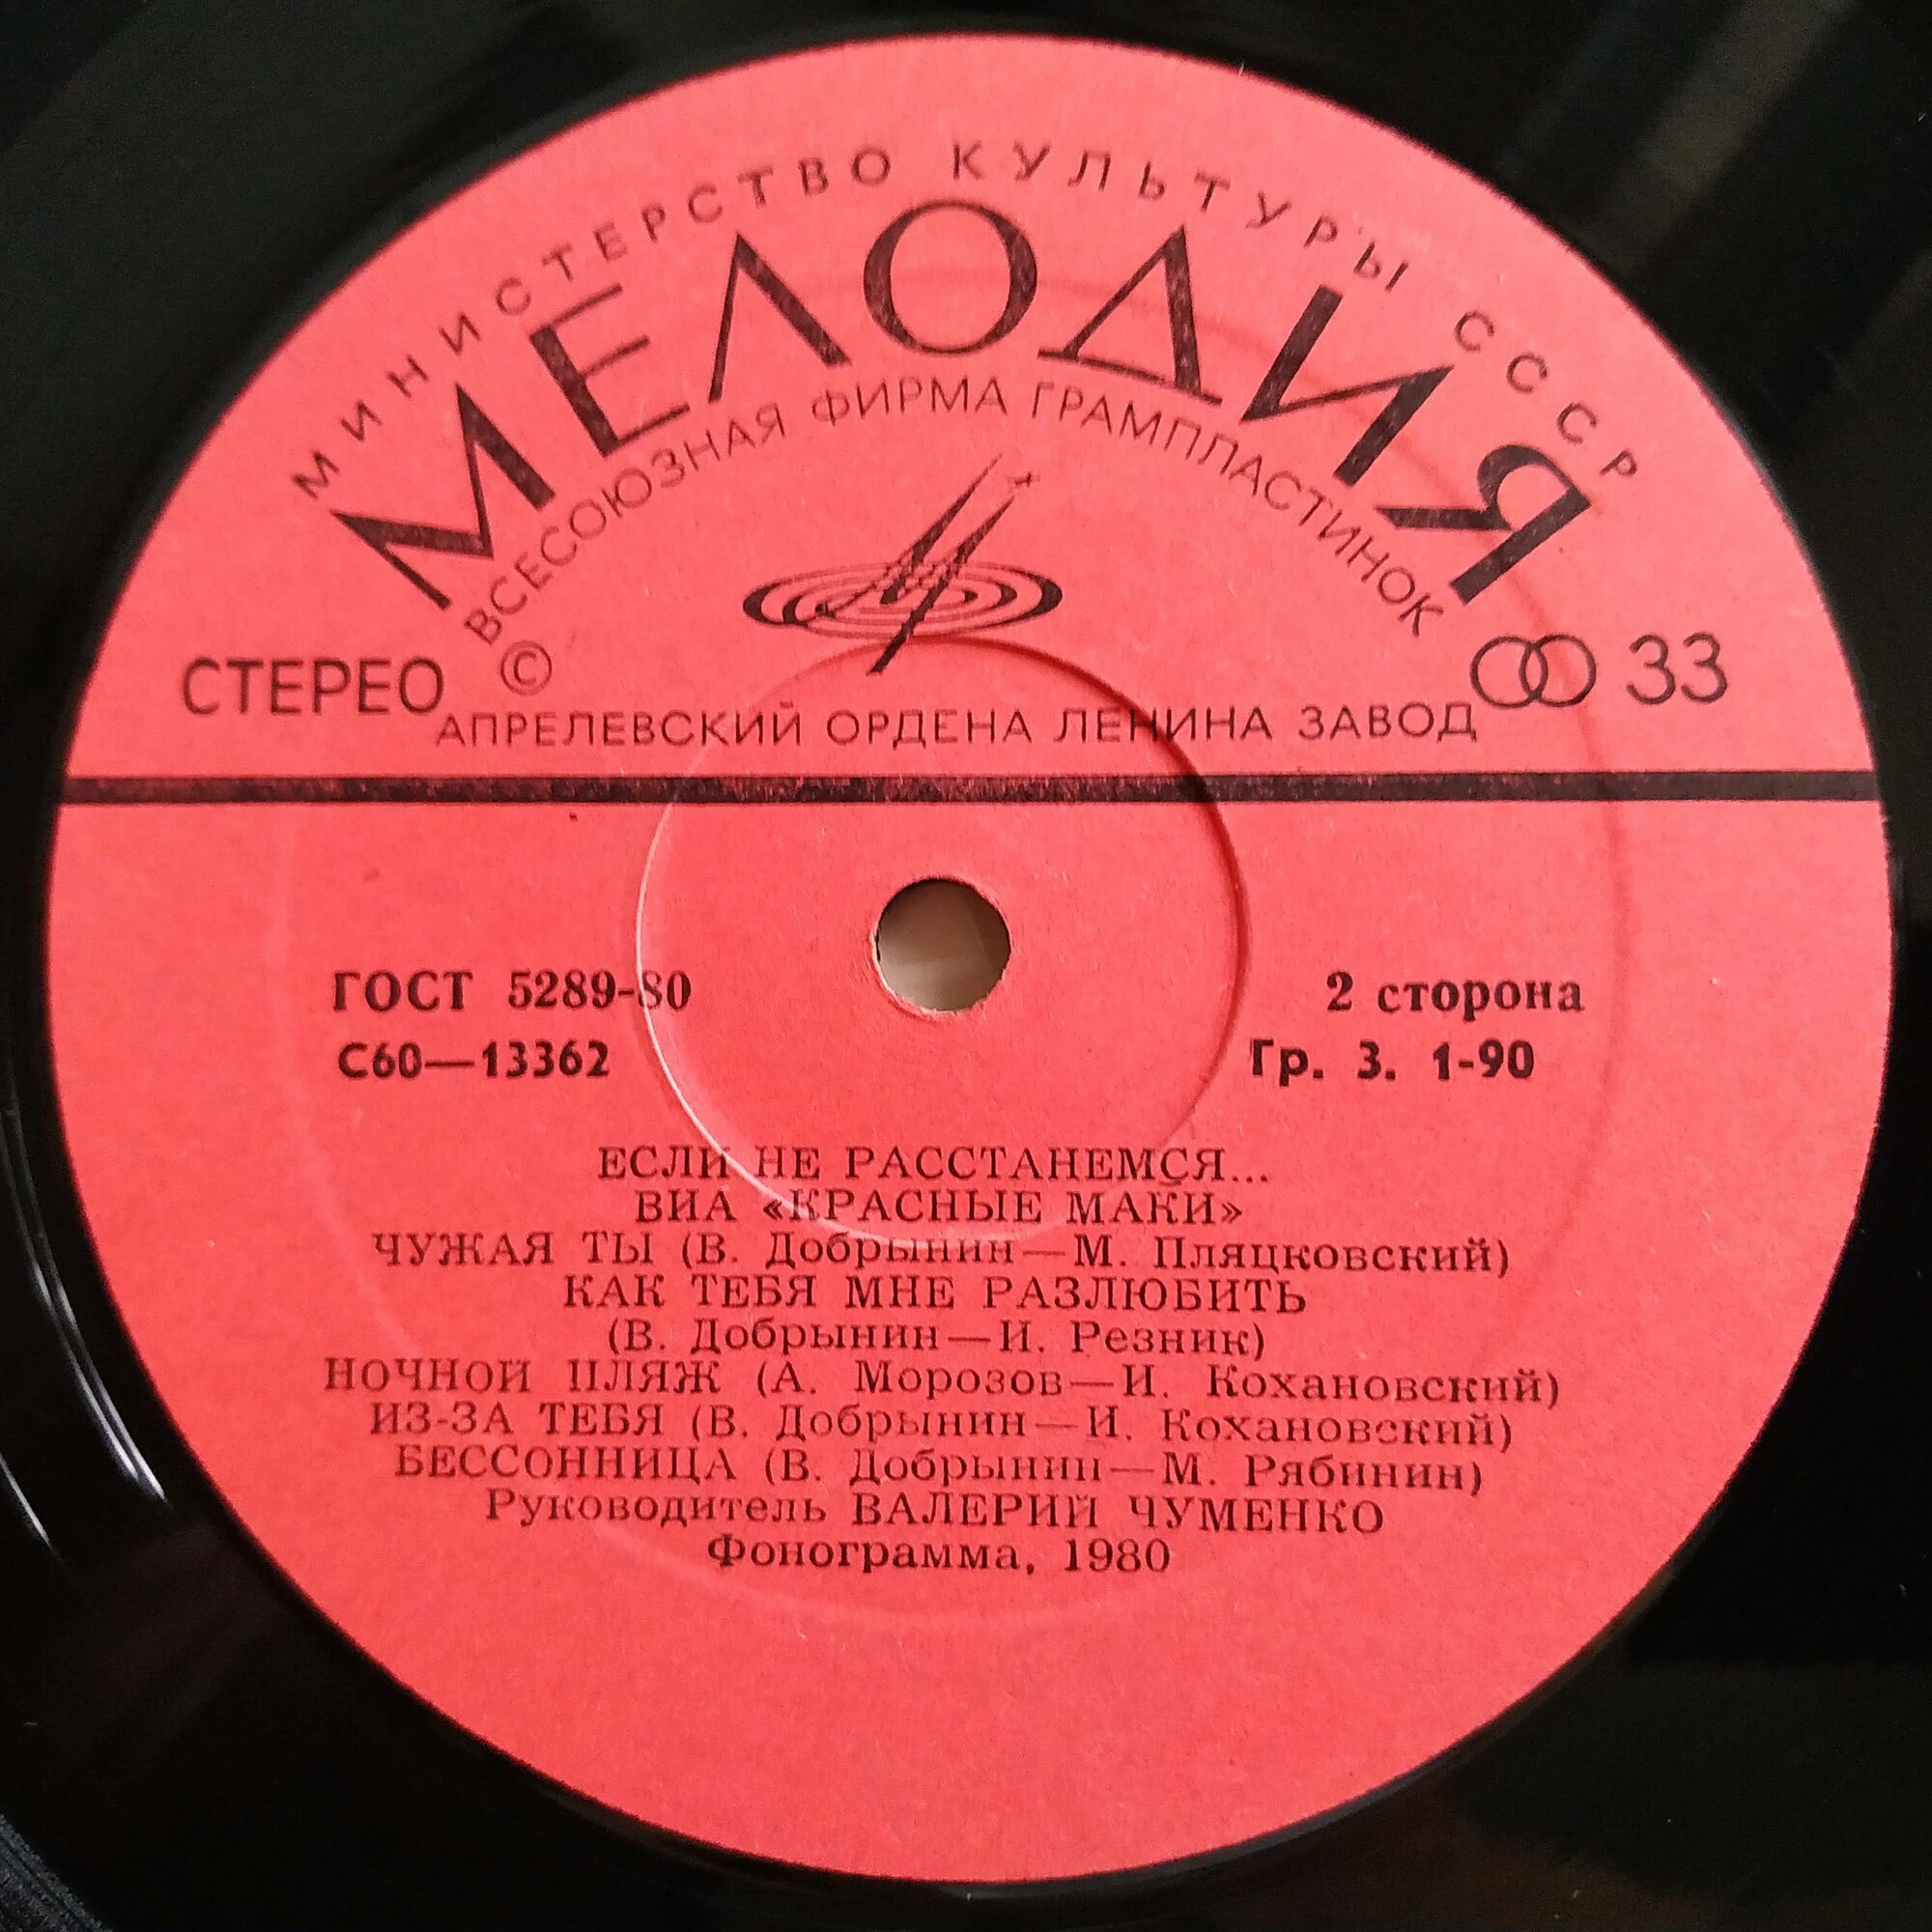 МИНИСТЕРСТВО КУЛЬТУРЫ СССР
МЕЛОДИЯ
ВСЕСОЮЗНАЯ ФИРМА ГРАМПЛАСТИНОК
СТЕРЕО © 33
АПРЕЛЕВСКИЙ ОРДЕНА ЛЕНИНА ЗАВОД
ГОСТ 5289-80 2 сторона
С60—13362 Гр. 3. 1-90
ЕСЛИ НЕ РАССТАНЕМСЯ...
ВИА «КРАСНЫЕ МАКИ»
ЧУЖАЯ ТЫ (В. Добрынин—М. Пляцковский)
КАК ТЕБЯ МНЕ РАЗЛЮБИТЬ
(В. Добрынин—И. Резник)
НОЧНОЙ ПЛЯЖ (А. Морозов—И. Кохановский)
ИЗ-ЗА ТЕБЯ (В. Добрынин—И. Кохановский)
БЕССОННИЦА (В. Добрынин—М. Рябинин)
Руководитель ВАЛЕРИЙ ЧУМЕНКО
Фонограмма, 1980